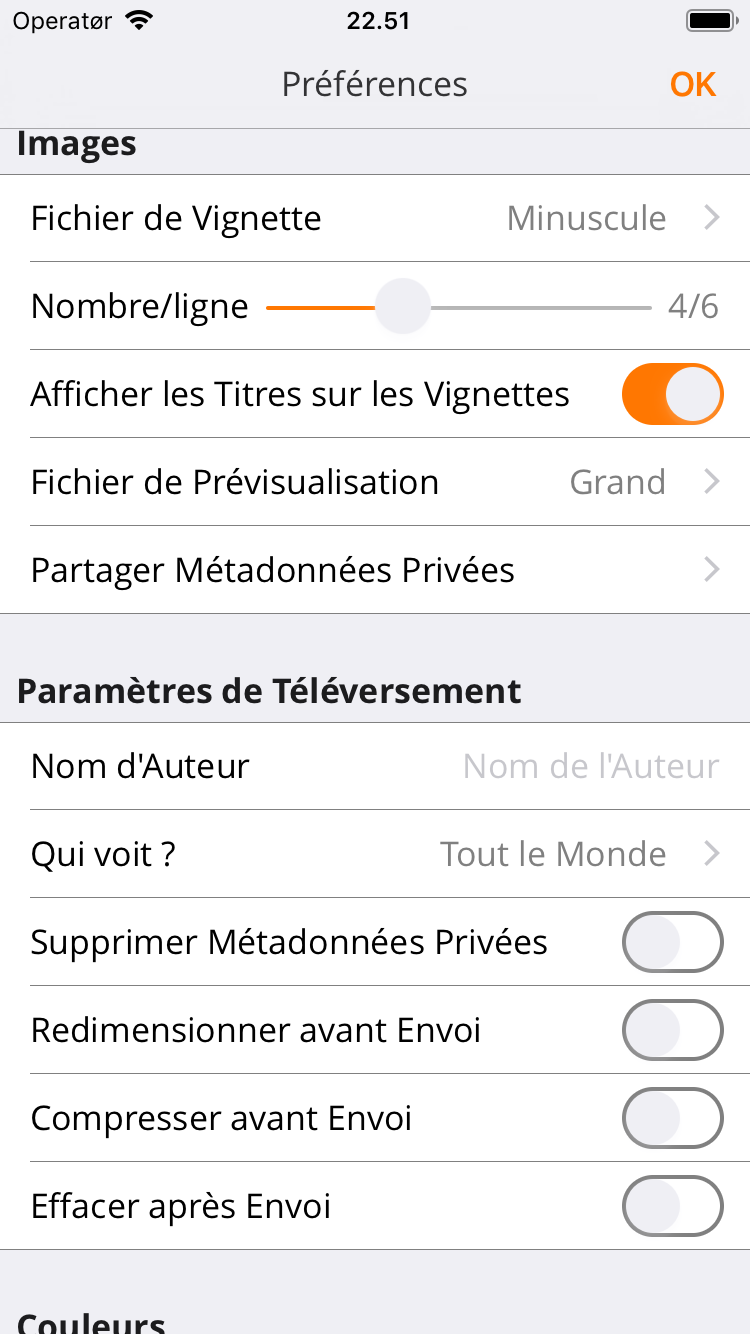 Operatør 22.51
Préférences OK
Images
Fichier de Vignette Minuscule
Nombre/ligne 4/6
Afficher les Titres sur les Vignettes
Fichier de Prévisualisation Grand
Partager Métadonnées Privées
Paramètres de Téléversement
Nom d'Auteur Nom de l'Auteur
Qui voit ? Tout le Monde
Supprimer Métadonnées Privées
Redimensionner avant Envoi
Compresser avant Envoi
Effacer après Envoi
Couleurs